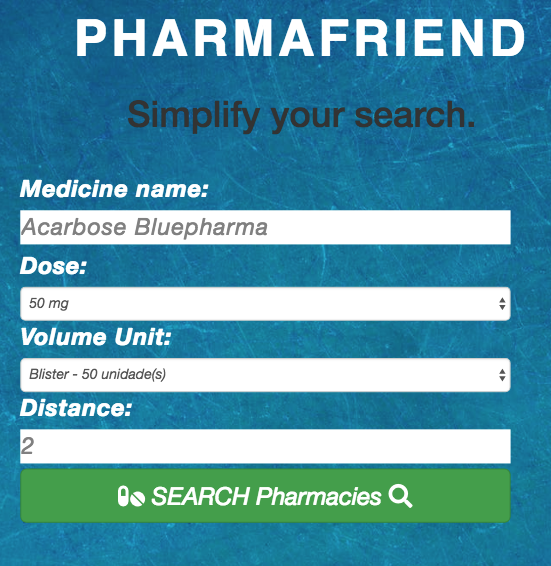 PHARMAFRIEND
Simplify your search.
Medicine name:
Acarbose Bluepharma
Dose:
50 mg
Volume Unit:
Blister - 50 unidade(s)
Distance:
2
SEARCH Pharmacies